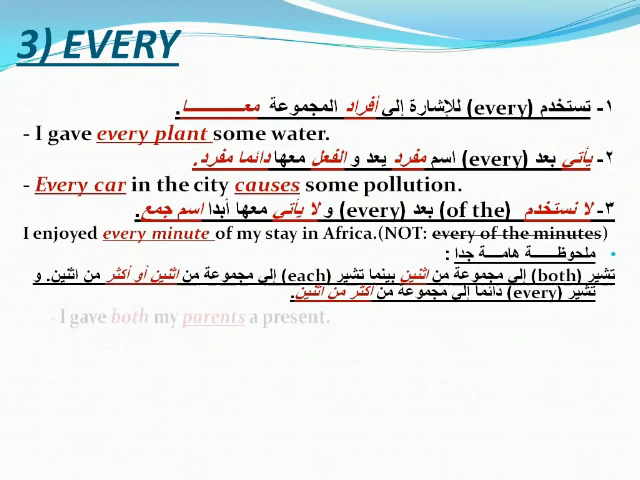 3) EVERY
١- تستخدم (every) للإشارة إلى أفراد المجموعة معـــــــــا.
- I gave every plant some water.
٢- يأتي بعد (every) اسم مفرد يعد و الفعل معها دائما مفرد.
- Every car in the city causes some pollution.
٣- لا نستخدم (of the) بعد (every) و لا يأتي معها أبدا اسم جمع.
I enjoyed every minute of my stay in Africa.(NOT: every of the minutes)
• ملحوظـــــة هامـــة جدا :
تشير (both) إلى مجموعة من اثنين بينما تشير (each) إلى مجموعة من اثنين أو أكثر من اثنين. و
تشير (every) دائما إلى مجموعة من أكثر من اثنين.
- I gave both my parents a present.